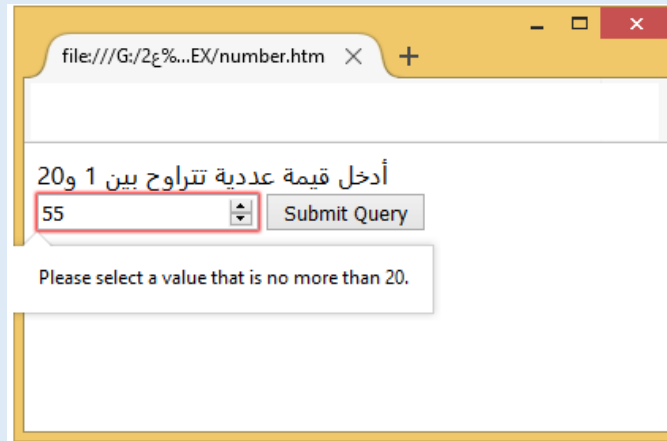 file:///G:/2ع%...EX/number.htm
أدخل قيمة عددية تتراوح بين 1 و20
55
Submit Query
Please select a value that is no more than 20.